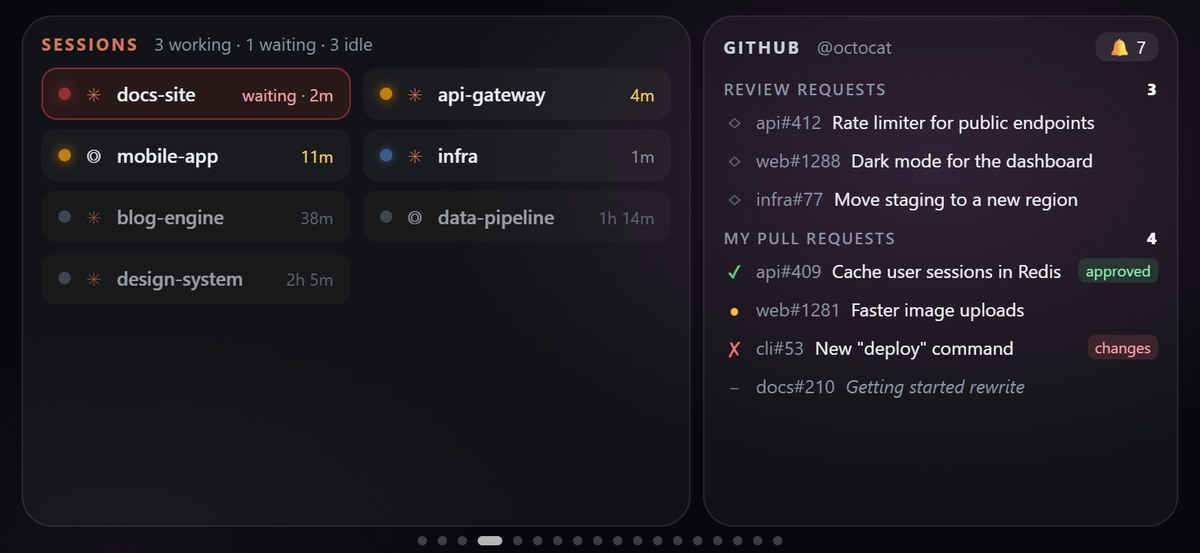 SESSIONS 3 working · 1 waiting · 3 idle
docs-site waiting · 2m
api-gateway 4m
mobile-app 11m
infra 1m
blog-engine 38m
data-pipeline 1h 14m
design-system 2h 5m
GITHUB @octocat 7
REVIEW REQUESTS 3
api#412 Rate limiter for public endpoints
web#1288 Dark mode for the dashboard
infra#77 Move staging to a new region
MY PULL REQUESTS 4
api#409 Cache user sessions in Redis approved
web#1281 Faster image uploads
cli#53 New "deploy" command changes
docs#210 Getting started rewrite